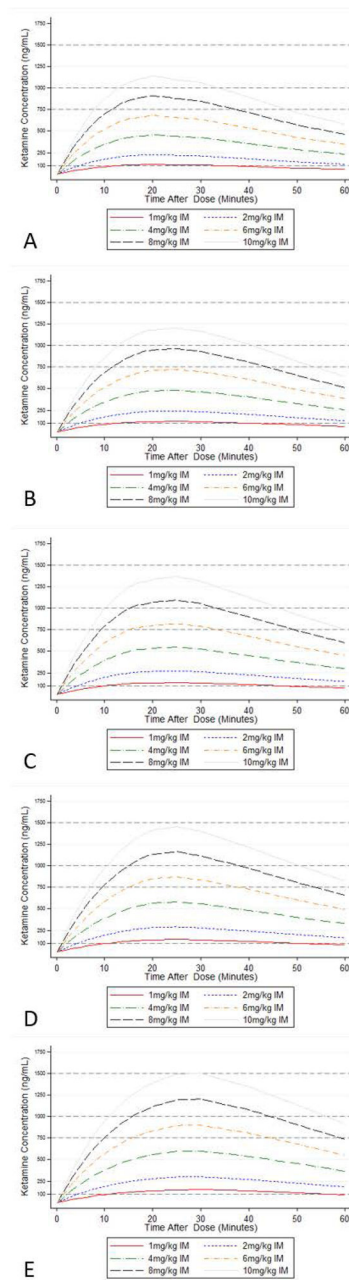 Ketamine Concentration (ng/mL)
1750
1500
1250
1000
750
500
250
100
0 10 20 30 40 50 60
Time After Dose (Minutes)
1mg/kg IM 2mg/kg IM
4mg/kg IM 6mg/kg IM
8mg/kg IM 10mg/kg IM
A
Ketamine Concentration (ng/mL)
1750
1500
1250
1000
750
500
250
100
0 10 20 30 40 50 60
Time After Dose (Minutes)
1mg/kg IM 2mg/kg IM
4mg/kg IM 6mg/kg IM
8mg/kg IM 10mg/kg IM
B
Ketamine Concentration (ng/mL)
1750
1500
1250
1000
750
500
250
100
0 10 20 30 40 50 60
Time After Dose (Minutes)
1mg/kg IM 2mg/kg IM
4mg/kg IM 6mg/kg IM
8mg/kg IM 10mg/kg IM
C
Ketamine Concentration (ng/mL)
1750
1500
1250
1000
750
500
250
100
0 10 20 30 40 50 60
Time After Dose (Minutes)
1mg/kg IM 2mg/kg IM
4mg/kg IM 6mg/kg IM
8mg/kg IM 10mg/kg IM
D
Ketamine Concentration (ng/mL)
1750
1500
1250
1000
750
500
250
100
0 10 20 30 40 50 60
Time After Dose (Minutes)
1mg/kg IM 2mg/kg IM
4mg/kg IM 6mg/kg IM
8mg/kg IM 10mg/kg IM
E